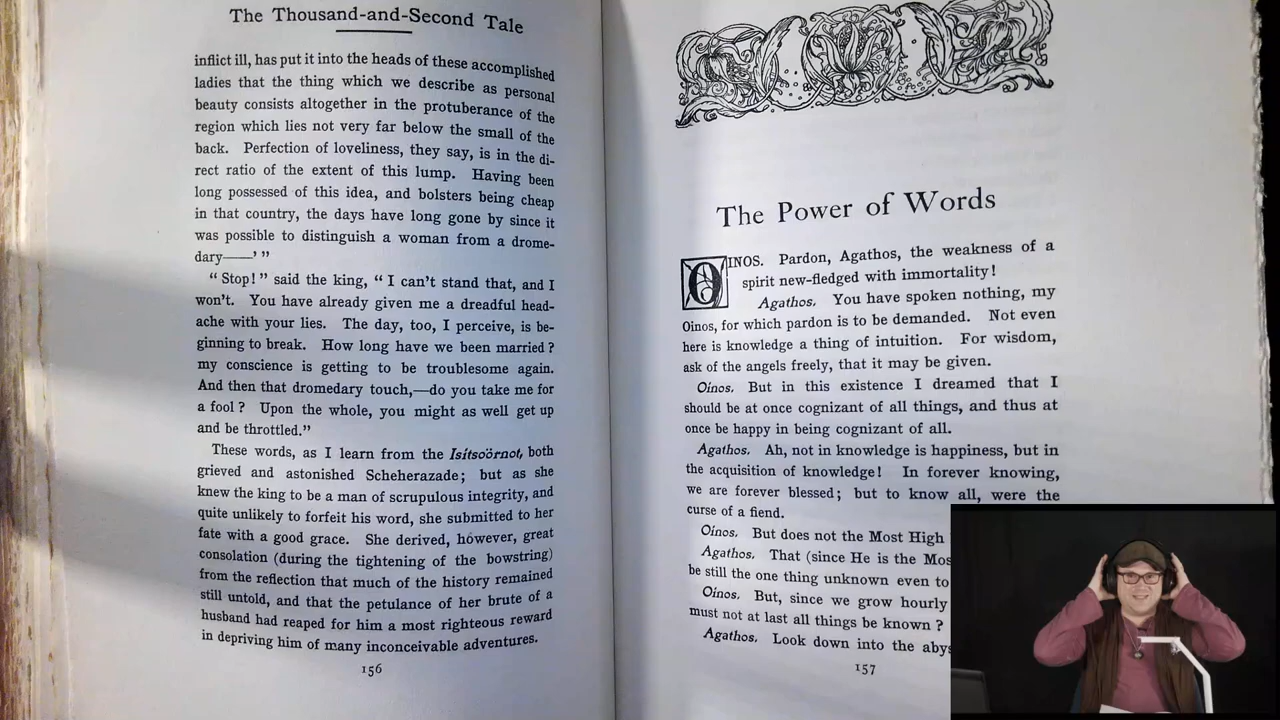 The Thousand-and-Second Tale
inflict ill, has put it into the heads of these accomplished
ladies that the thing which we describe as personal
beauty consists altogether in the protuberance of the
region which lies not very far below the small of the
back. Perfection of loveliness, they say, is in the di-
rect ratio of the extent of this lump. Having been
long possessed of this idea, and bolsters being cheap
in that country, the days have long gone by since it
was possible to distinguish a woman from a drome-
dary——’ ”
“ Stop! ” said the king, “ I can’t stand that, and I
won’t. You have already given me a dreadful head-
ache with your lies. The day, too, I perceive, is be-
ginning to break. How long have we been married ?
my conscience is getting to be troublesome again.
And then that dromedary touch,—do you take me for
a fool ? Upon the whole, you might as well get up
and be throttled.”
These words, as I learn from the Isitsoörnot, both
grieved and astonished Scheherazade; but as she
knew the king to be a man of scrupulous integrity, and
quite unlikely to forfeit his word, she submitted to her
fate with a good grace. She derived, however, great
consolation (during the tightening of the bowstring)
from the reflection that much of the history remained
still untold, and that the petulance of her brute of a
husband had reaped for him a most righteous reward
in depriving him of many inconceivable adventures.
156
The Power of Words
OINOS. Pardon, Agathos, the weakness of a
spirit new-fledged with immortality!
Agathos. You have spoken nothing, my
Oinos, for which pardon is to be demanded. Not even
here is knowledge a thing of intuition. For wisdom,
ask of the angels freely, that it may be given.
Oinos. But in this existence I dreamed that I
should be at once cognizant of all things, and thus at
once be happy in being cognizant of all.
Agathos. Ah, not in knowledge is happiness, but in
the acquisition of knowledge! In forever knowing,
we are forever blessed; but to know all, were the
curse of a fiend.
Oinos. But does not the Most High
Agathos. That (since He is the Mos
be still the one thing unknown even to
Oinos. But, since we grow hourly
must not at last all things be known ?
Agathos. Look down into the abys
157